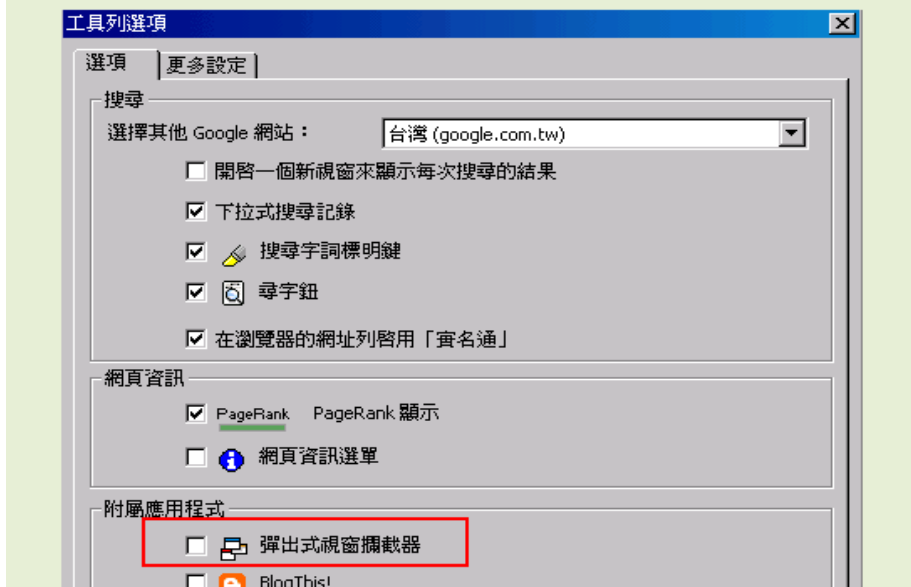 工具列選項
選項 更多設定
搜尋
選擇其他 Google 網站： 台灣 (google.com.tw)
開啓一個新視窗來顯示每次搜尋的結果
下拉式搜尋記錄
搜尋字詞標明鍵
尋字鈕
在瀏覽器的網址列啓用「實名通」
網頁資訊
PageRank PageRank 顯示
網頁資訊選單
附屬應用程式
彈出式視窗攔截器
BlogThis!